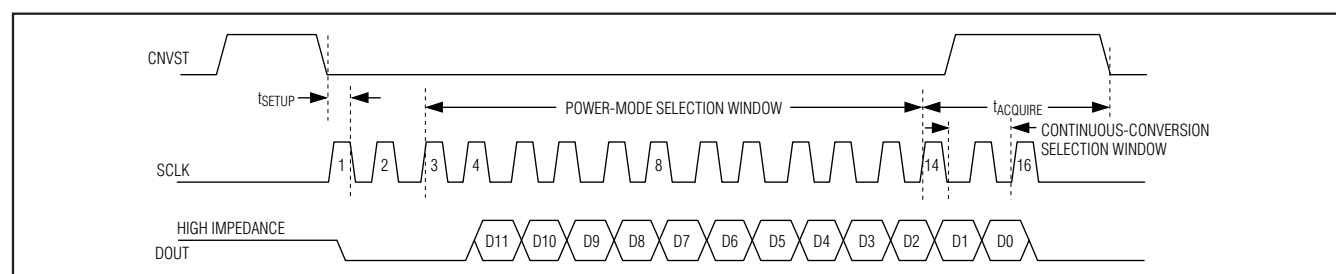 CNVST
tSETUP
POWER-MODE SELECTION WINDOW
tACQUIRE
CONTINUOUS-CONVERSION
SELECTION WINDOW
SCLK
1 2 3 4 8 14 16
HIGH IMPEDANCE
DOUT
D11 D10 D9 D8 D7 D6 D5 D4 D3 D2 D1 D0